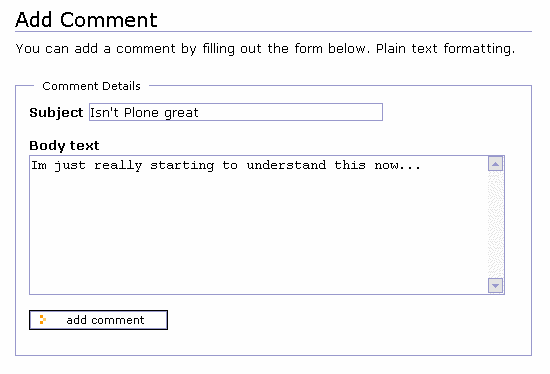 Add Comment
You can add a comment by filling out the form below. Plain text formatting.
Comment Details
Subject Isn't Plone great
Body text
Im just really starting to understand this now...
add comment